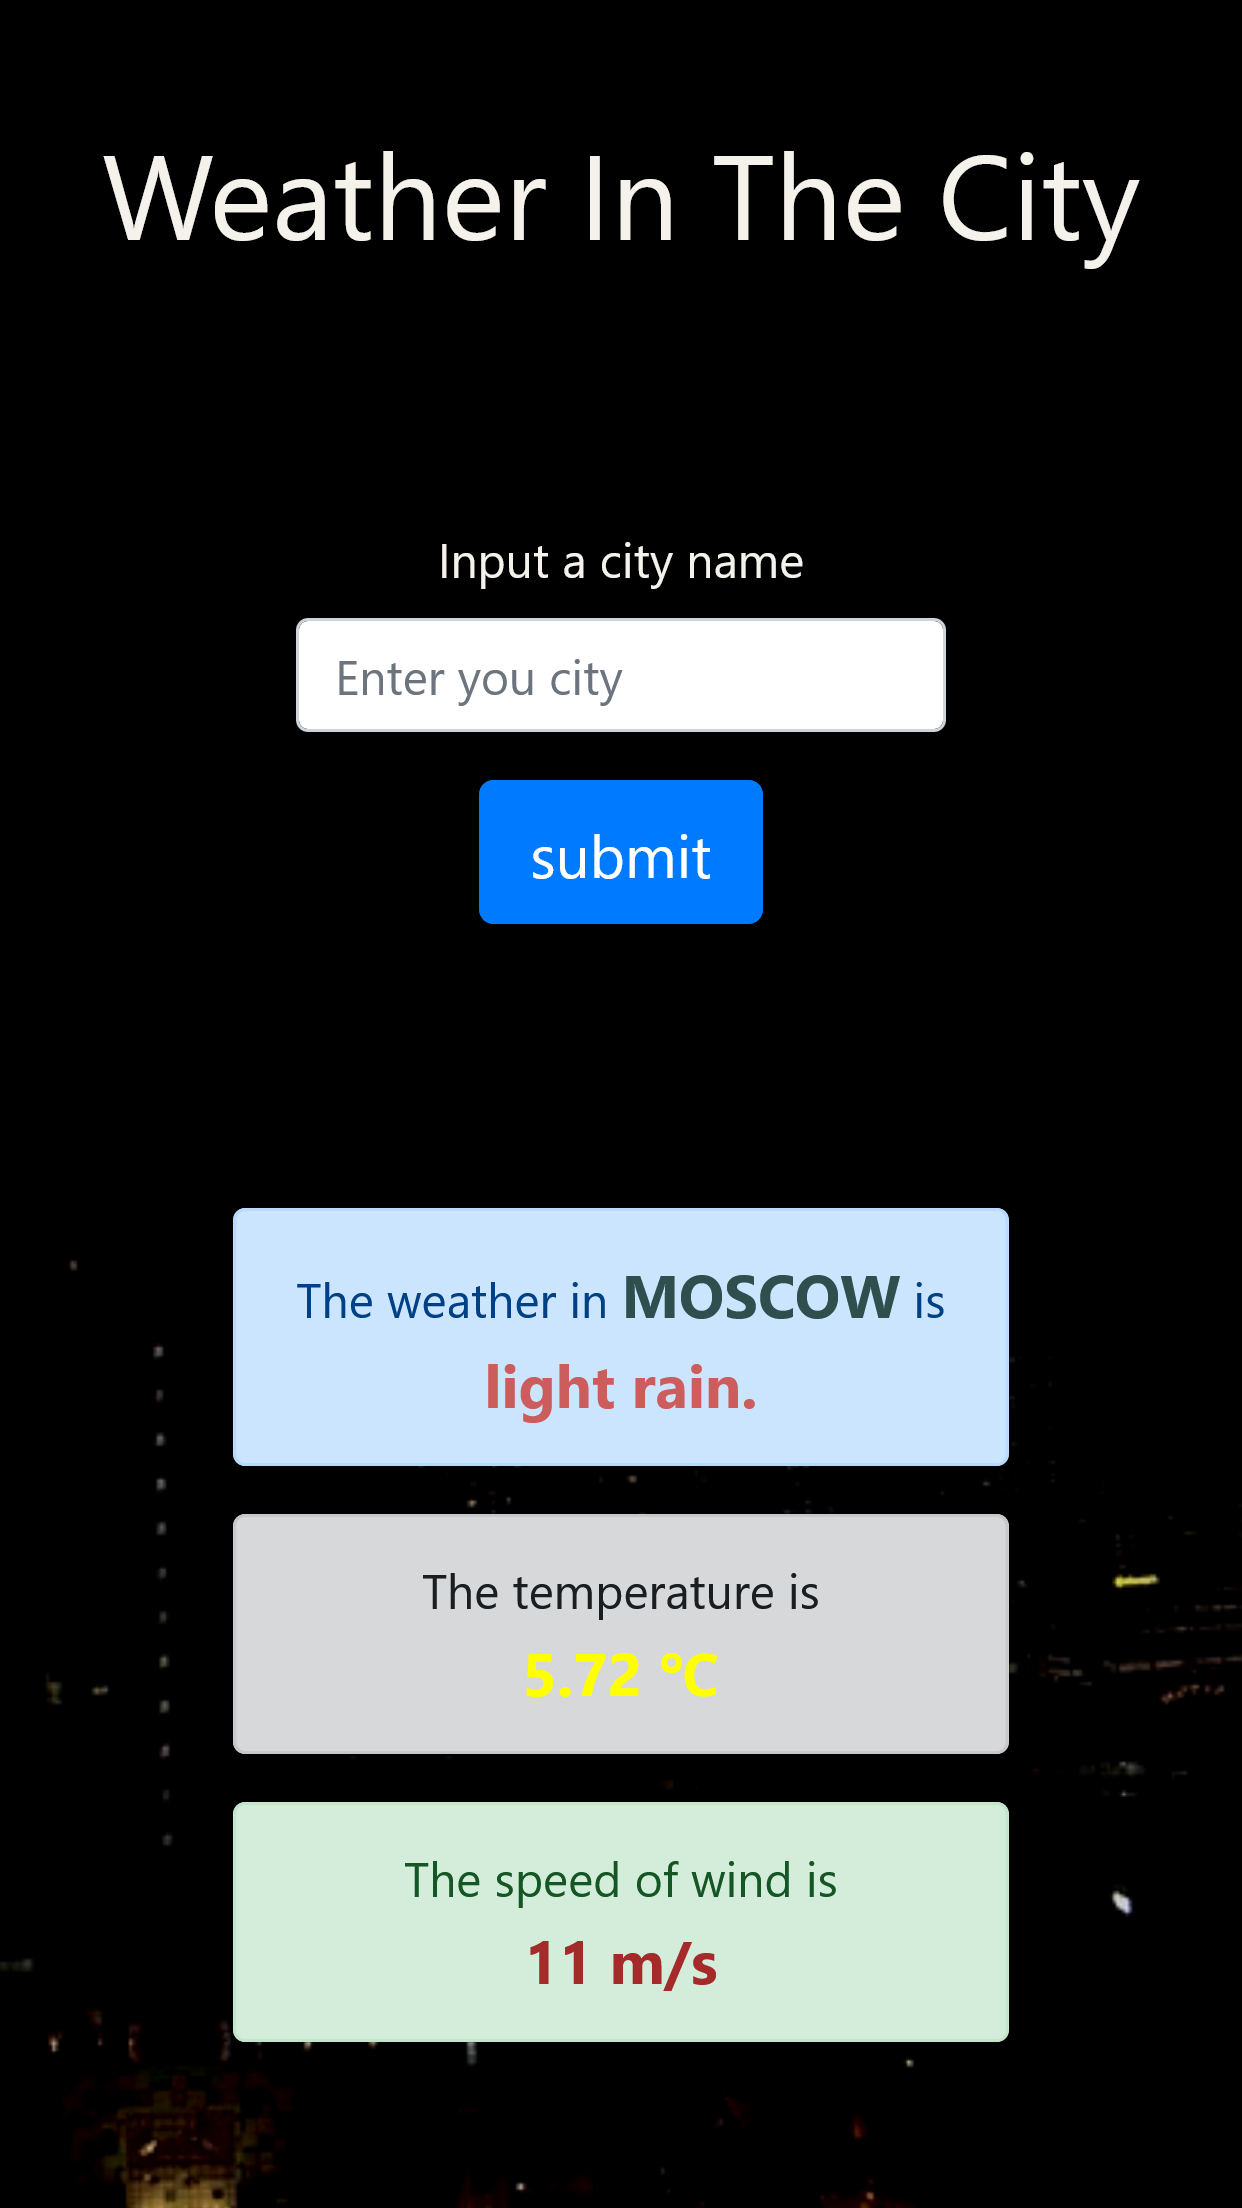 Weather In The City
Input a city name
Enter you city
submit
The weather in MOSCOW is
light rain.
The temperature is
5.72 °C
The speed of wind is
11 m/s